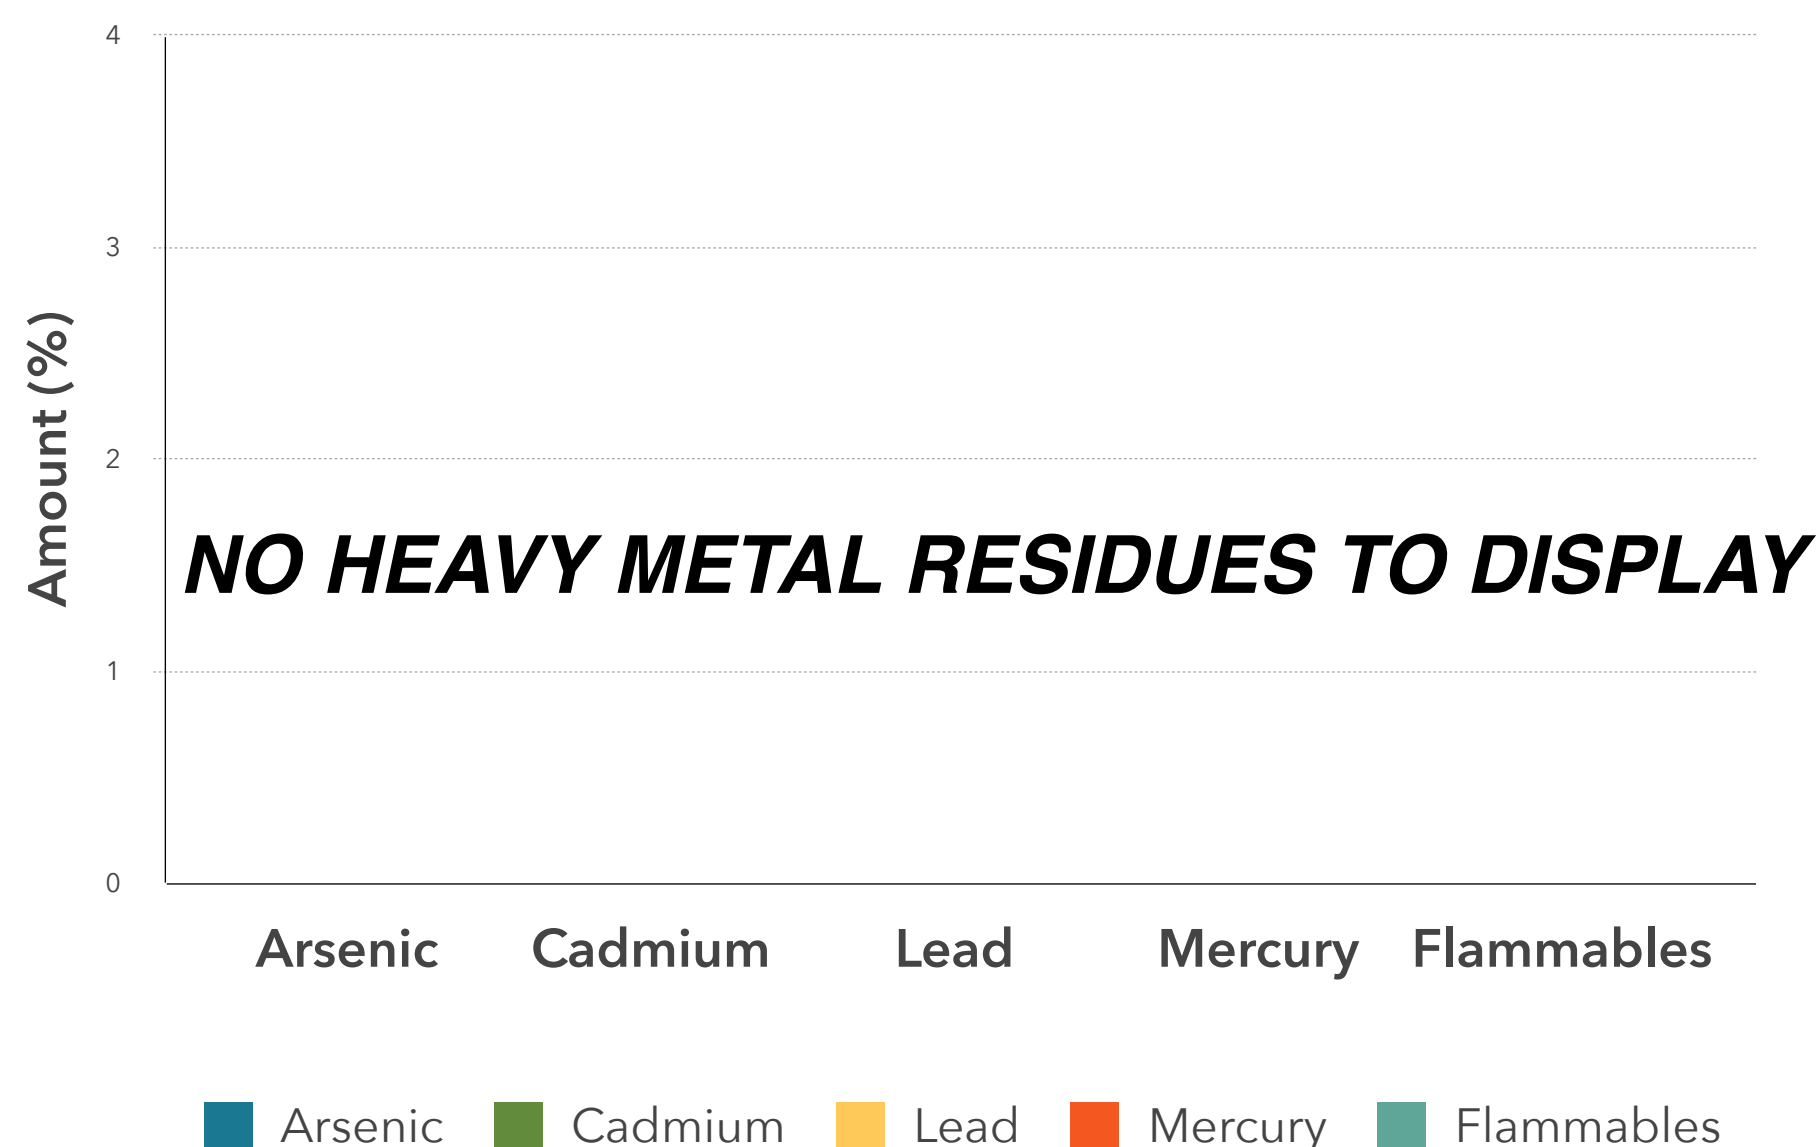 4
3
2
1
0
Amount (%)
NO HEAVY METAL RESIDUES TO DISPLAY
Arsenic Cadmium Lead Mercury Flammables
Arsenic Cadmium Lead Mercury Flammables